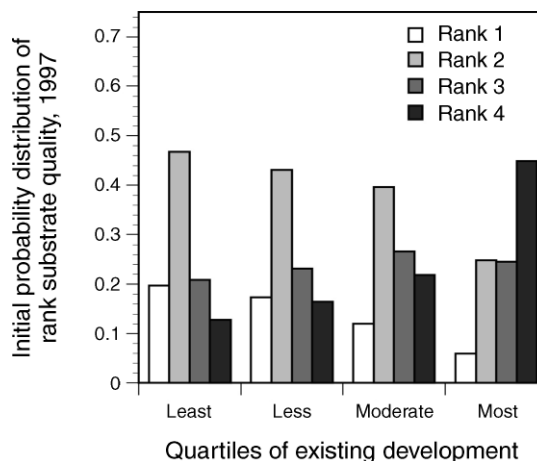 Initial probability distribution of
rank substrate quality, 1997
0.7
0.6
0.5
0.4
0.3
0.2
0.1
0
Rank 1
Rank 2
Rank 3
Rank 4
Least Less Moderate Most
Quartiles of existing development